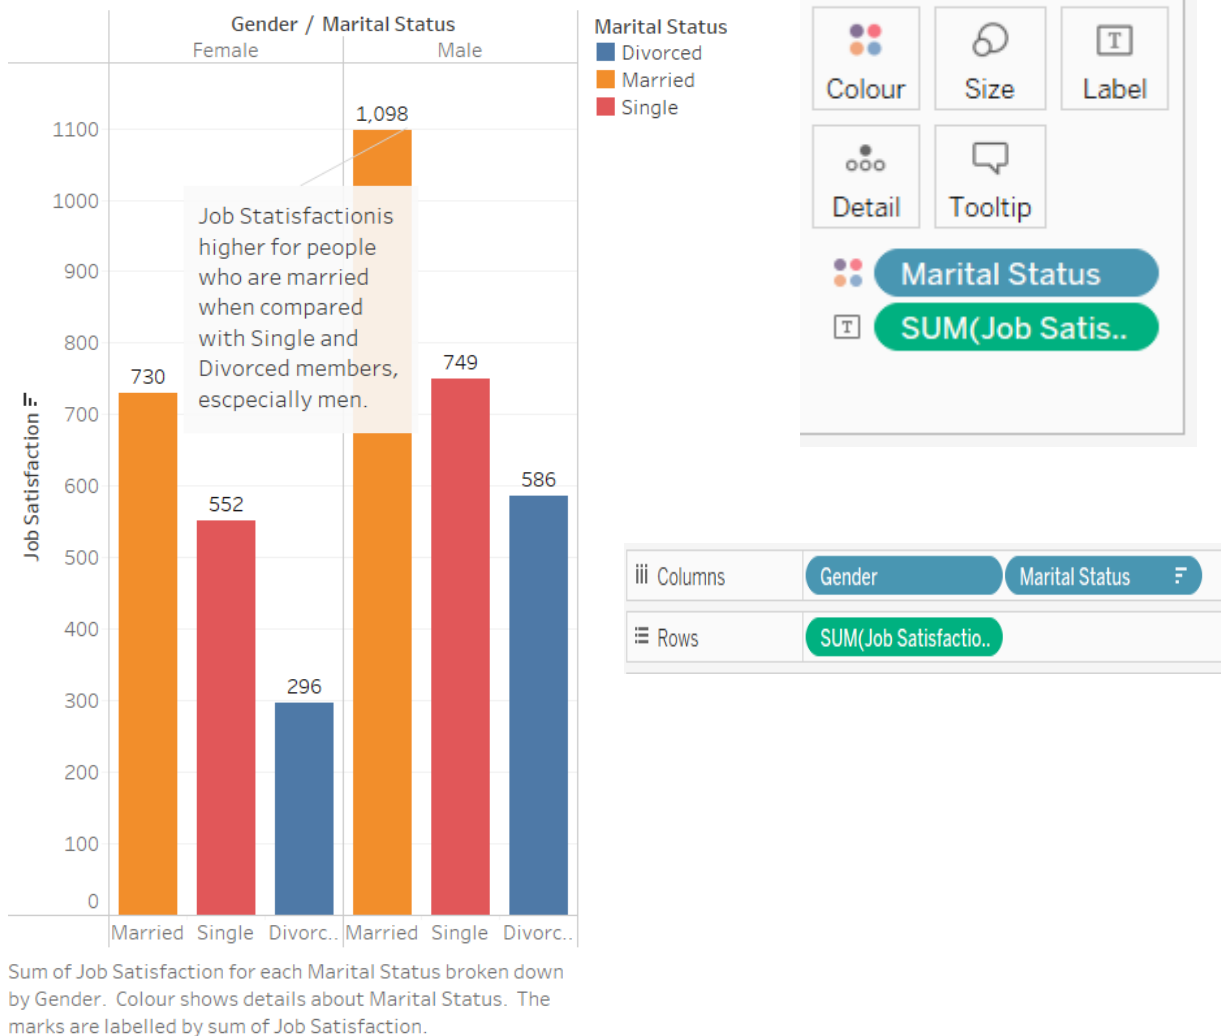 Gender / Marital Status
Female
Male
Marital Status
Divorced
Married
Single
1100
1000
900
800
700
600
500
400
300
200
100
0
Job Satisfaction
730
552
296
1,098
749
586
Job Statisfactionis
higher for people
who are married
when compared
with Single and
Divorced members,
escpecially men.
Married Single Divorc.. Married Single Divorc..
Sum of Job Satisfaction for each Marital Status broken down
by Gender. Colour shows details about Marital Status. The
marks are labelled by sum of Job Satisfaction.
Colour
Size
T
Label
Detail
Tooltip
Marital Status
T SUM(Job Satis..
Columns Gender Marital Status
Rows SUM(Job Satisfactio..